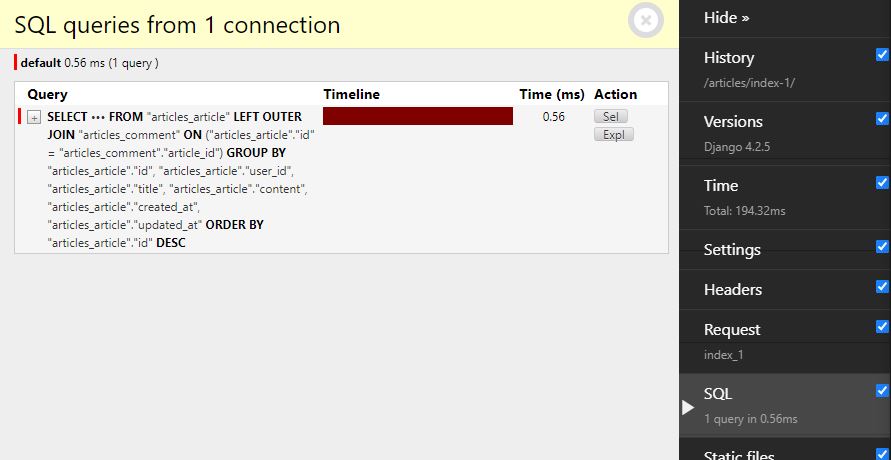 SQL queries from 1 connection
default 0.56 ms (1 query )
Query Timeline Time (ms) Action
+ SELECT ••• FROM "articles_article" LEFT OUTER
JOIN "articles_comment" ON ("articles_article"."id"
= "articles_comment"."article_id") GROUP BY
"articles_article"."id", "articles_article"."user_id",
"articles_article"."title", "articles_article"."content",
"articles_article"."created_at",
"articles_article"."updated_at" ORDER BY
"articles_article"."id" DESC
0.56
Sel
Expl
Hide »
History
/articles/index-1/
Versions
Django 4.2.5
Time
Total: 194.32ms
Settings
Headers
Request
index_1
SQL
1 query in 0.56ms
Static files